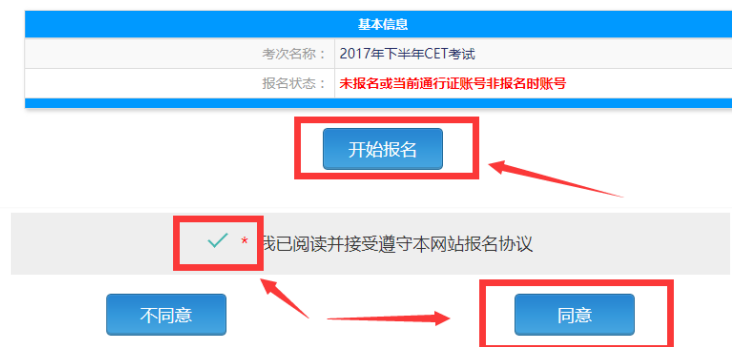 基本信息
考次名称： 2017年下半年CET考试
报名状态： 未报名或当前通行证账号非报名时账号
开始报名
* 我已阅读并接受遵守本网站报名协议
不同意 同意